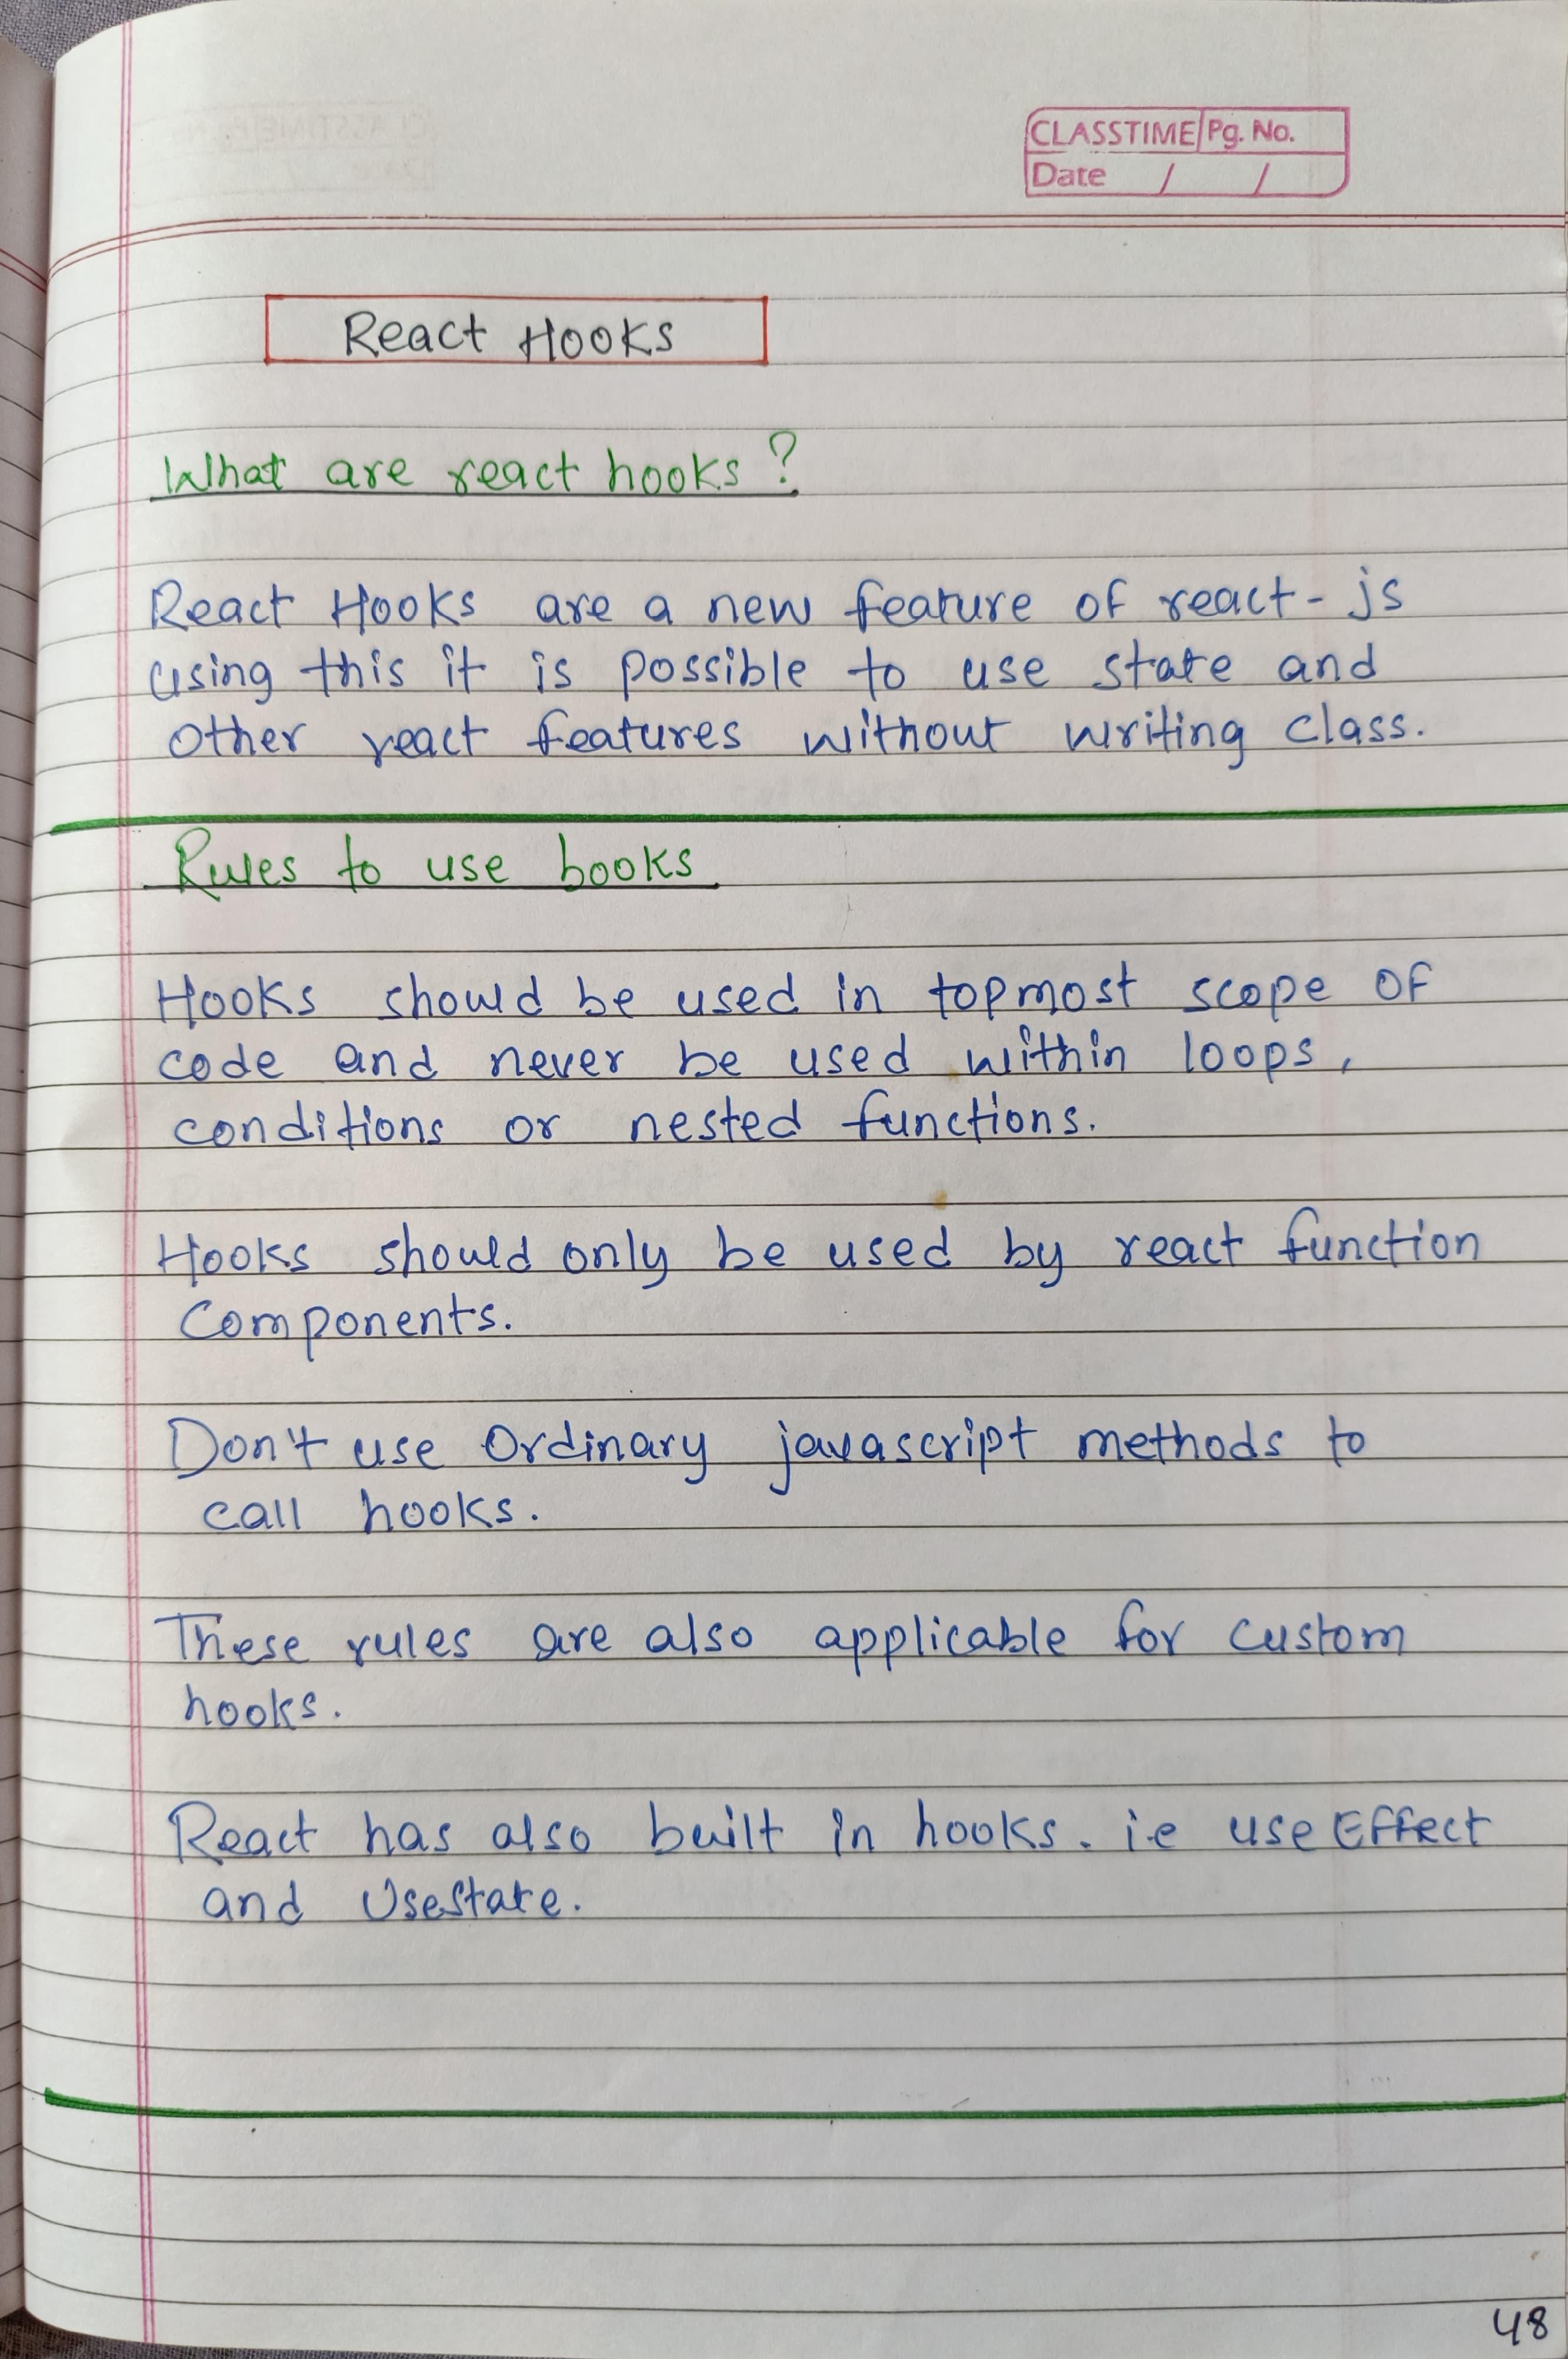 CLASSTIME Pg. No.
Date / /
React Hooks
What are react hooks?
React Hooks are a new feature of react-js
using this it is possible to use state and
other react features without writing class.
Rules to use books
Hooks should be used in topmost scope of
code and never be used within loops,
conditions or nested functions.
Hooks should only be used by react function
components.
Don't use ordinary javascript methods to
call hooks.
These rules are also applicable for custom
hooks.
React has also built in hooks. i.e use Effect
and UseState.
48